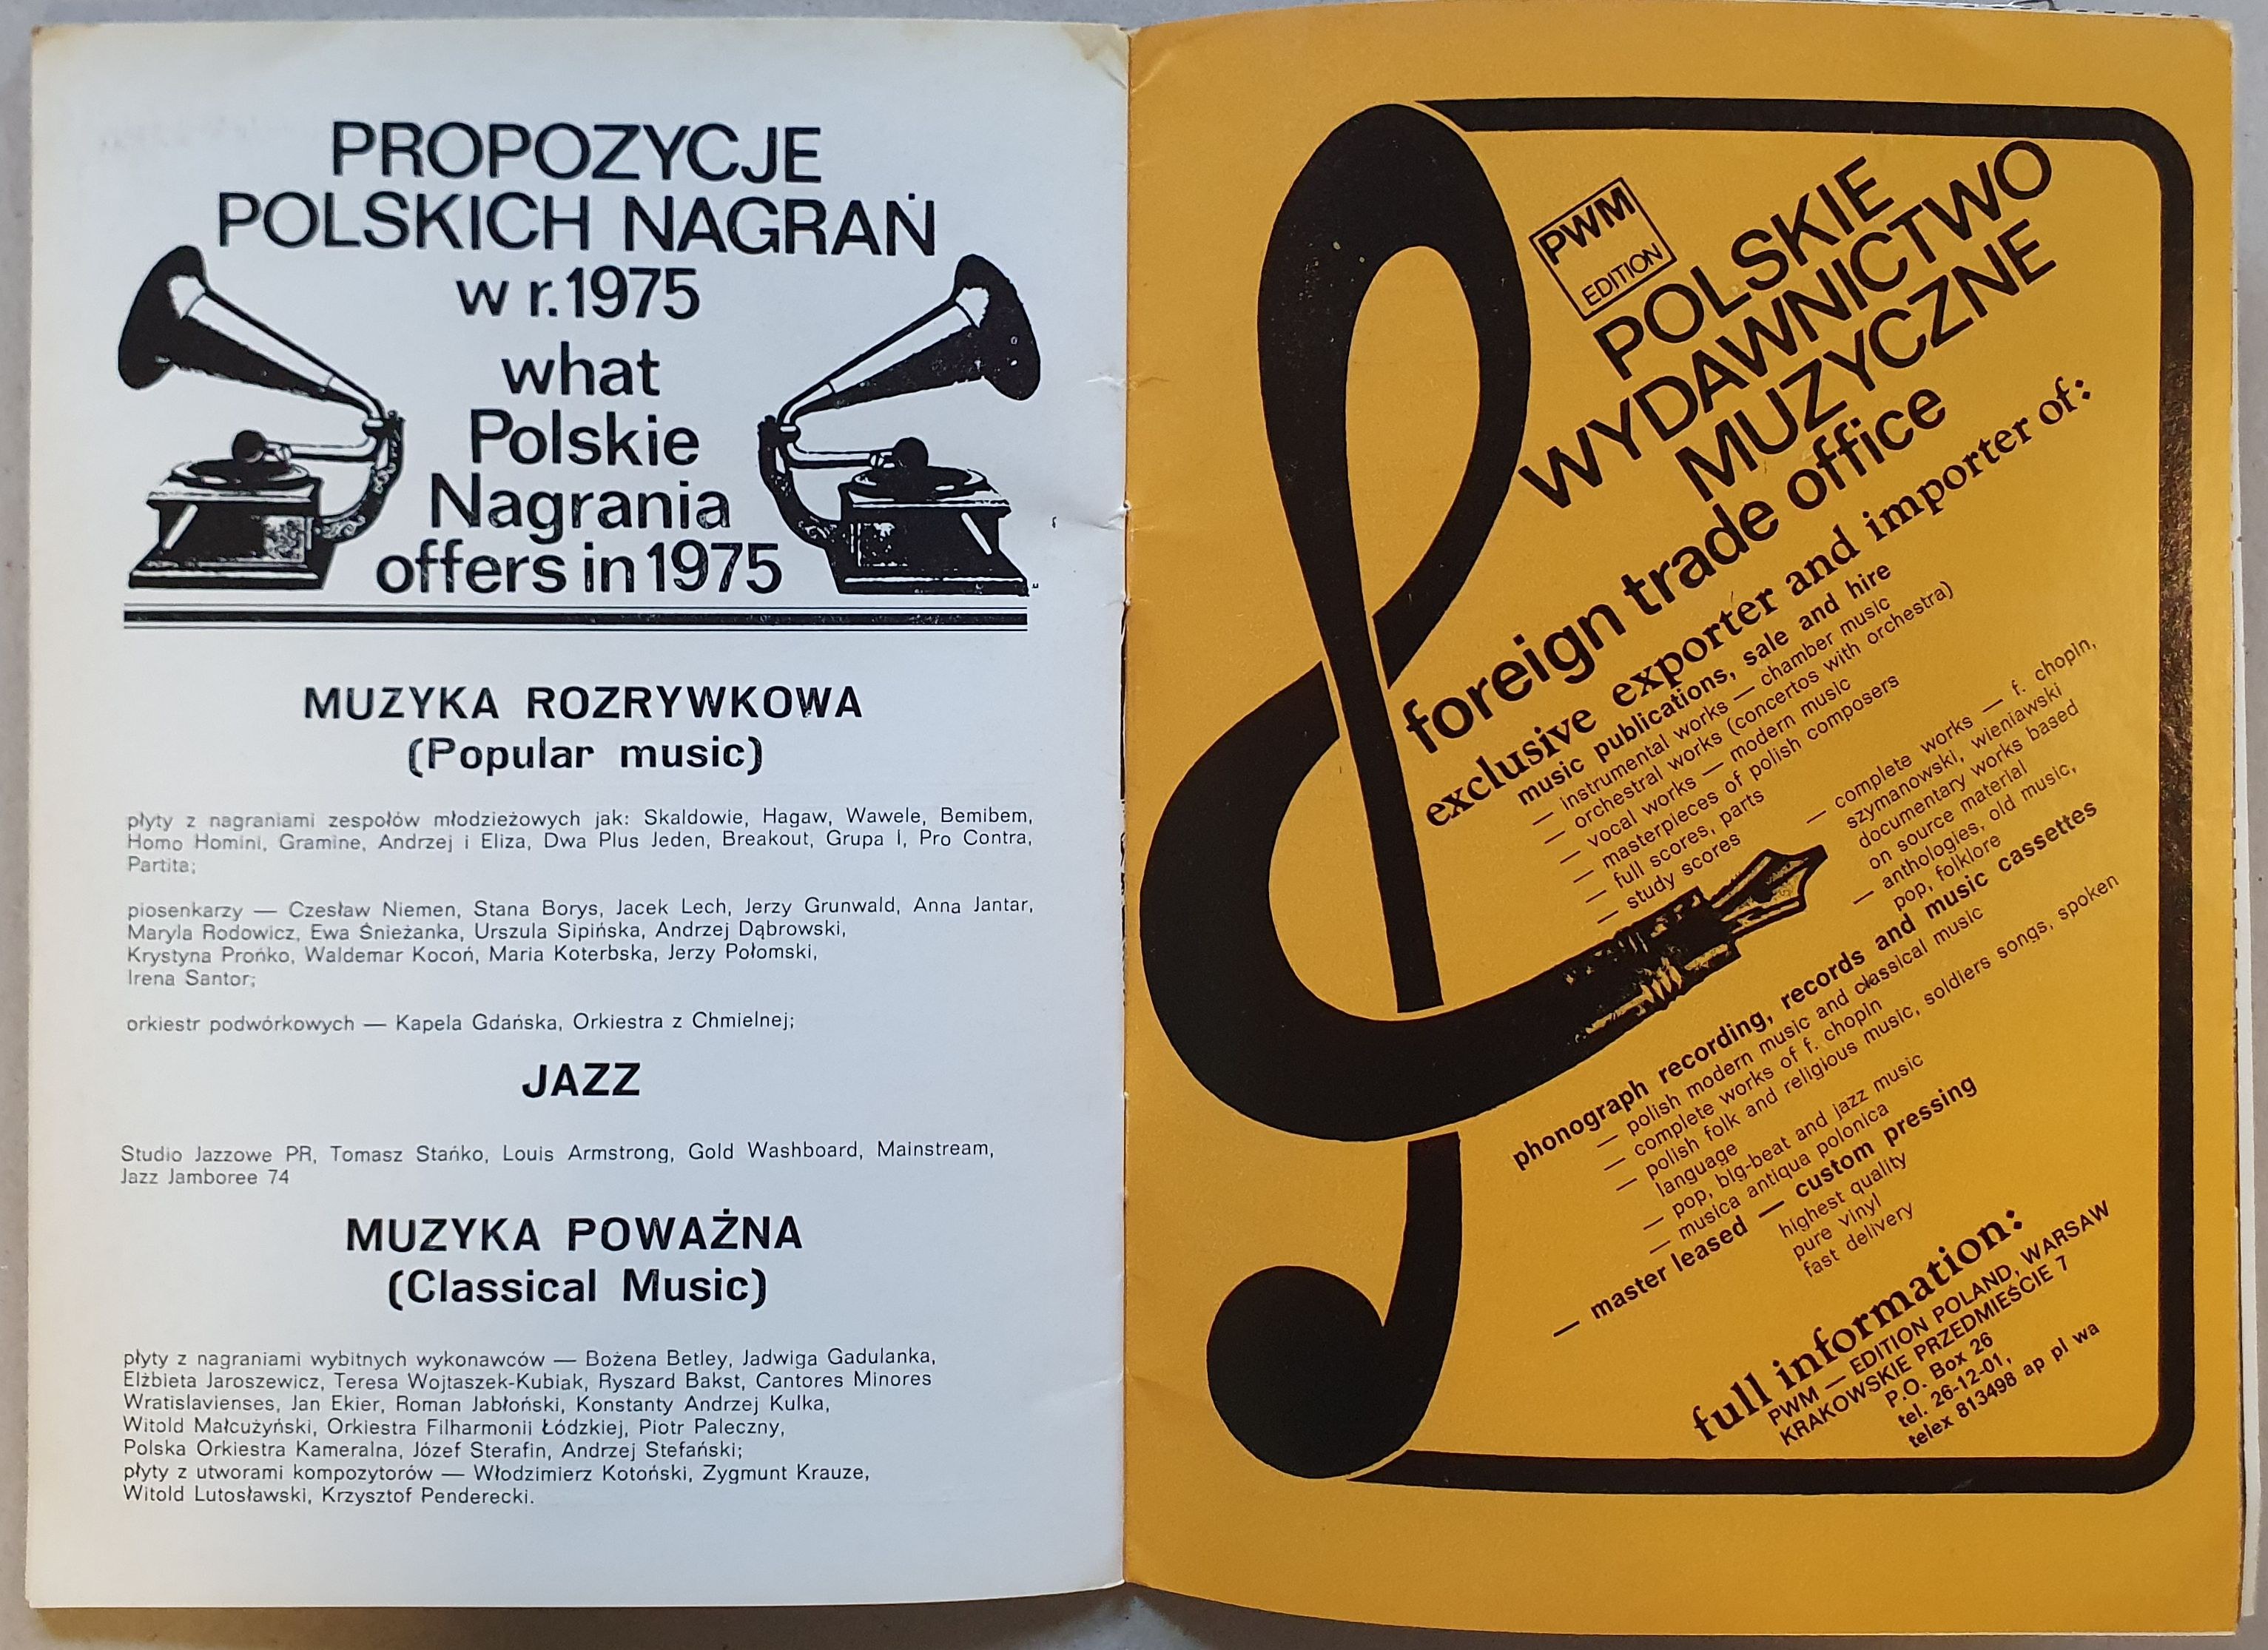 PROPOZYCJE
POLSKICH NAGRAŃ
w r. 1975
what
Polskie
Nagrania
offers in 1975
MUZYKA ROZRYWKOWA
(Popular music)
płyty z nagraniami zespołów młodzieżowych jak: Skaldowie, Hagaw, Wawele, Bemibem,
Homo Homini, Gramine, Andrzej i Eliza, Dwa Plus Jeden, Breakout, Grupa I, Pro Contra,
Partita;
piosenkarzy — Czesław Niemen, Stana Borys, Jacek Lech, Jerzy Grunwald, Anna Jantar,
Maryla Rodowicz, Ewa Śnieżanka, Urszula Sipińska, Andrzej Dąbrowski,
Krystyna Prońko, Waldemar Kocoń, Maria Koterbska, Jerzy Połomski,
Irena Santor;
orkiestr podwórkowych — Kapela Gdańska, Orkiestra z Chmielnej;
JAZZ
Studio Jazzowe PR, Tomasz Stańko, Louis Armstrong, Gold Washboard, Mainstream,
Jazz Jamboree 74
MUZYKA POWAŻNA
(Classical Music)
płyty z nagraniami wybitnych wykonawców — Bożena Betley, Jadwiga Gadulanka,
Elżbieta Jaroszewicz, Teresa Wojtaszek-Kubiak, Ryszard Bakst, Cantores Minores
Wratislavienses, Jan Ekier, Roman Jabłoński, Konstanty Andrzej Kulka,
Witold Małcużyński, Orkiestra Filharmonii Łódzkiej, Piotr Paleczny,
Polska Orkiestra Kameralna, Józef Sterafin, Andrzej Stefański;
płyty z utworami kompozytorów — Włodzimierz Kotoński, Zygmunt Krauze,
Witold Lutosławski, Krzysztof Penderecki.
PWM
EDITION
POLSKIE
WYDAWNICTWO
MUZYCZNE
foreign trade office
exclusive exporter and importer of:
music publications, sale and hire
— instrumental works — chamber music
— orchestral works (concertos with orchestra)
— vocal works — modern music
— masterpieces of polish composers
— full scores, parts
— study scores
— complete works — f. chopin,
szymanowski, wieniawski
documentary works based
on source material
— anthologies, old music,
pop, folklore
phonograph recording, records and music cassettes
— polish modern music and classical music
— complete works of f. chopin
— polish folk and religious music, soldiers songs, spoken
language
— pop, big-beat and jazz music
— musica antiqua polonica
— master leased — custom pressing
highest quality
pure vinyl
fast delivery
full information:
PWM — EDITION POLAND, WARSAW
KRAKOWSKIE PRZEDMIEŚCIE 7
P.O. Box 26
tel. 26-12-01,
telex 813498 ap pl wa